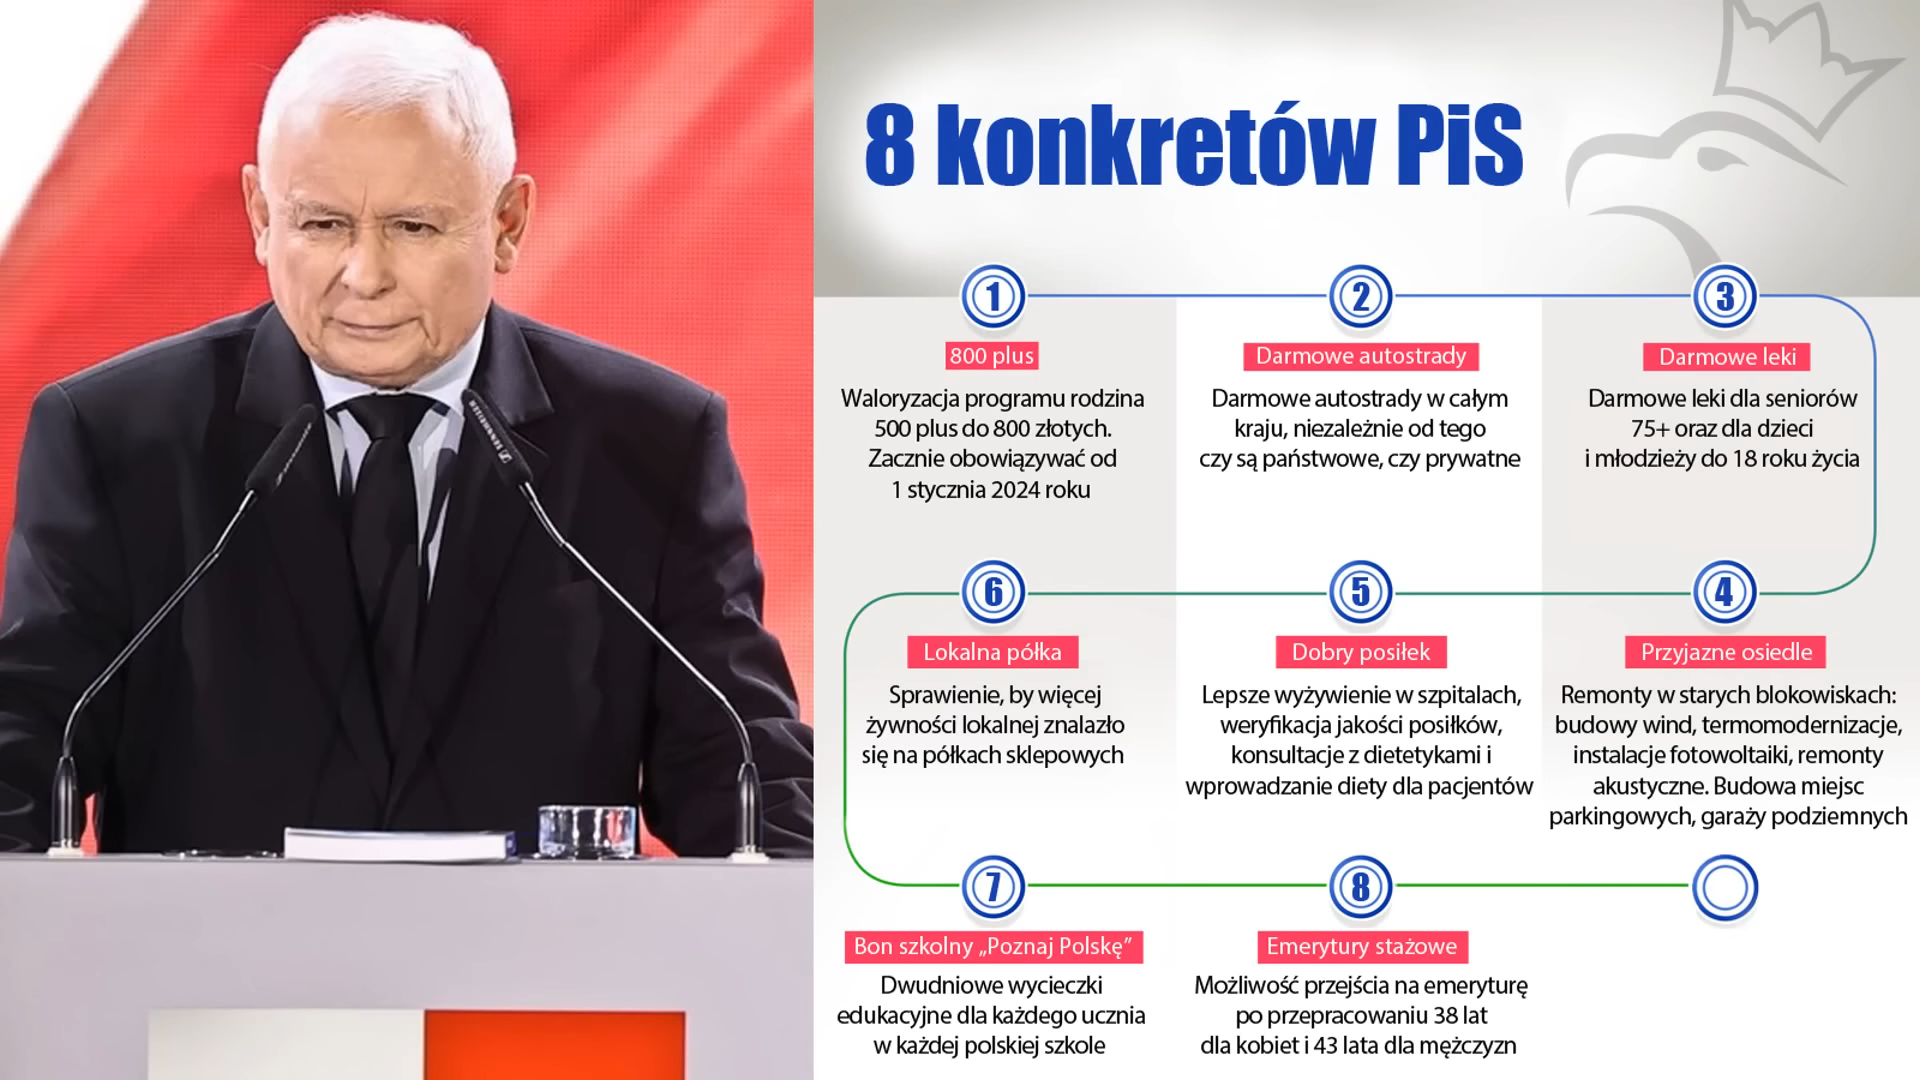 8 konkretów PiS
1
800 plus
Waloryzacja programu rodzina
500 plus do 800 złotych.
Zacznie obowiązywać od
1 stycznia 2024 roku
2
Darmowe autostrady
Darmowe autostrady w całym
kraju, niezależnie od tego
czy są państwowe, czy prywatne
3
Darmowe leki
Darmowe leki dla seniorów
75+ oraz dla dzieci
i młodzieży do 18 roku życia
4
Przyjazne osiedle
Remonty w starych blokowiskach:
budowy wind, termomodernizacje,
instalacje fotowoltaiki, remonty
akustyczne. Budowa miejsc
parkingowych, garaży podziemnych
5
Dobry posiłek
Lepsze wyżywienie w szpitalach,
weryfikacja jakości posiłków,
konsultacje z dietetykami i
wprowadzanie diety dla pacjentów
6
Lokalna półka
Sprawienie, by więcej
żywności lokalnej znalazło
się na półkach sklepowych
7
Bon szkolny „Poznaj Polskę”
Dwudniowe wycieczki
edukacyjne dla każdego ucznia
w każdej polskiej szkole
8
Emerytury stażowe
Możliwość przejścia na emeryturę
po przepracowaniu 38 lat
dla kobiet i 43 lata dla mężczyzn